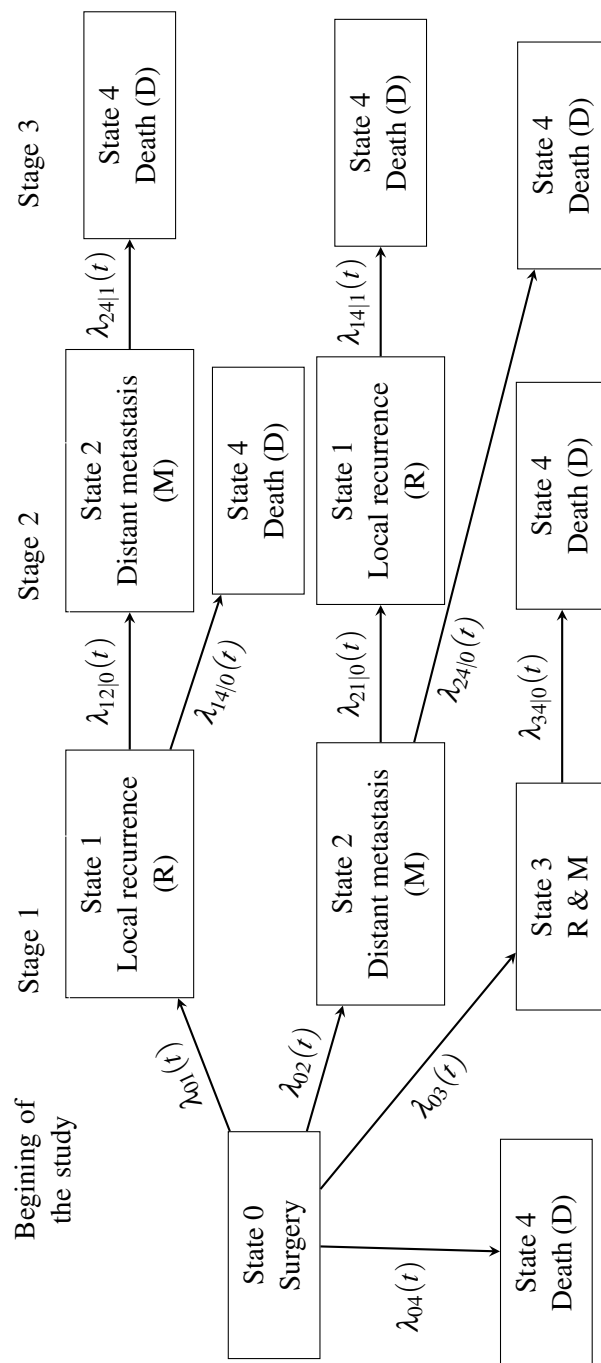 Begining of
the study
Stage 1
Stage 2
Stage 3
State 0
Surgery
λ01(t)
λ02(t)
λ03(t)
λ04(t)
State 1
Local recurrence
(R)
λ12|0(t)
λ14|0(t)
State 2
Distant metastasis
(M)
λ24|1(t)
State 4
Death (D)
State 4
Death (D)
State 2
Distant metastasis
(M)
λ21|0(t)
λ24|0(t)
State 1
Local recurrence
(R)
λ14|1(t)
State 4
Death (D)
State 3
R & M
λ34|0(t)
State 4
Death (D)
State 4
Death (D)
State 4
Death (D)